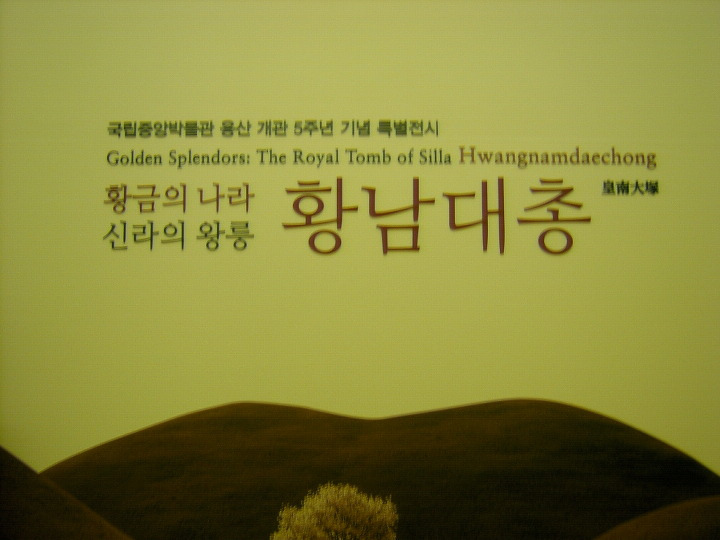 국립중앙박물관 용산 개관 5주년 기념 특별전시
Golden Splendors: The Royal Tomb of Silla Hwangnamdaechong
황금의 나라
신라의 왕릉
황남대총 皇南大塚